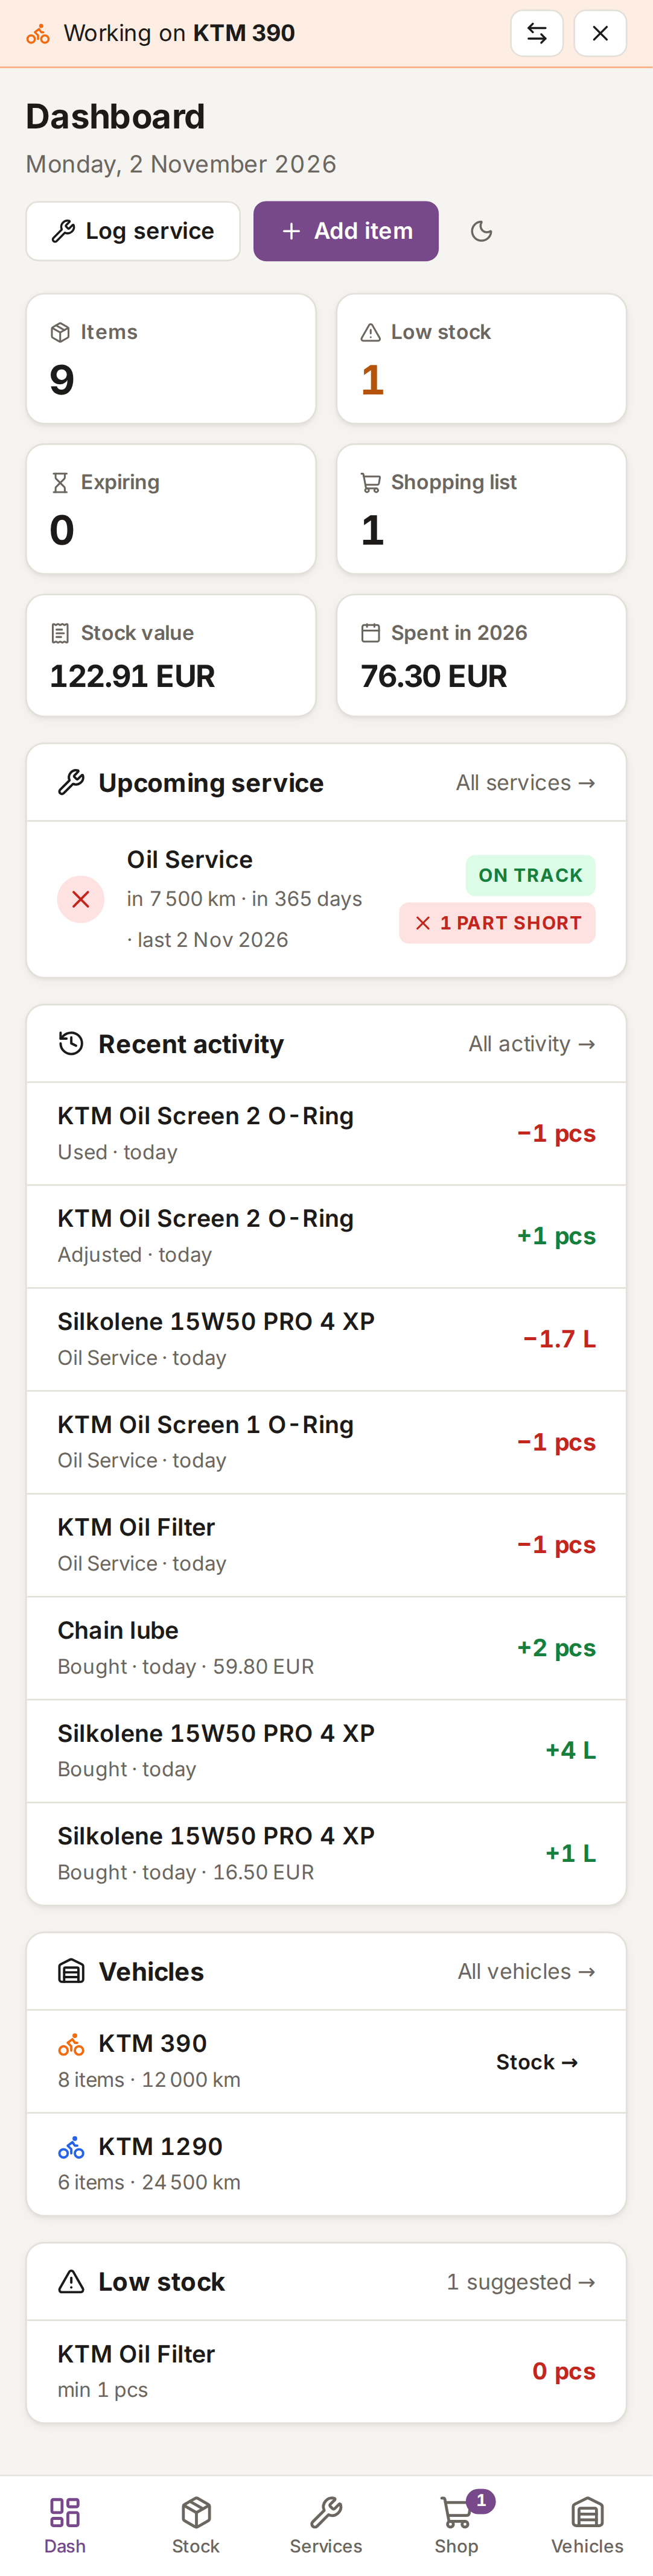 Working on KTM 390
Dashboard
Monday, 2 November 2026
Log service
+ Add item
Items
9
Low stock
1
Expiring
0
Shopping list
1
Stock value
122.91 EUR
Spent in 2026
76.30 EUR
Upcoming service
All services →
Oil Service
in 7 500 km · in 365 days
· last 2 Nov 2026
ON TRACK
1 PART SHORT
Recent activity
All activity →
KTM Oil Screen 2 O-Ring
Used · today
−1 pcs
KTM Oil Screen 2 O-Ring
Adjusted · today
+1 pcs
Silkolene 15W50 PRO 4 XP
Oil Service · today
−1.7 L
KTM Oil Screen 1 O-Ring
Oil Service · today
−1 pcs
KTM Oil Filter
Oil Service · today
−1 pcs
Chain lube
Bought · today · 59.80 EUR
+2 pcs
Silkolene 15W50 PRO 4 XP
Bought · today
+4 L
Silkolene 15W50 PRO 4 XP
Bought · today · 16.50 EUR
+1 L
Vehicles
All vehicles →
KTM 390
8 items · 12 000 km
Stock →
KTM 1290
6 items · 24 500 km
Low stock
1 suggested →
KTM Oil Filter
min 1 pcs
0 pcs
1
Dash
Stock
Services
Shop
Vehicles